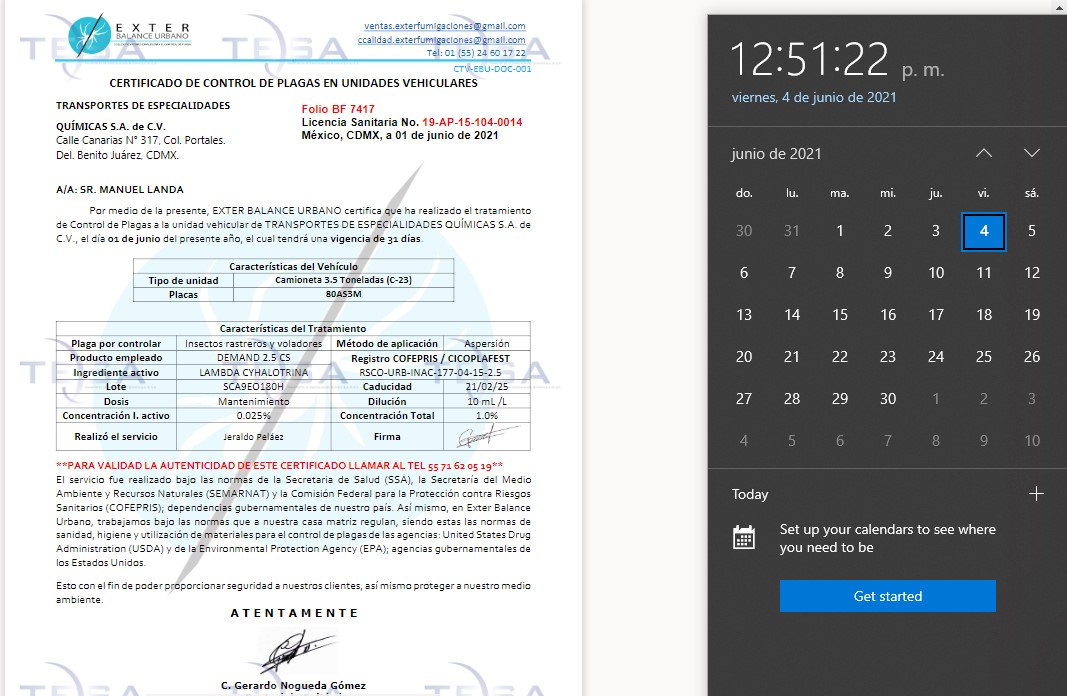 EXTER
BALANCE URBANO
ventas.exterfumigaciones@gmail.com
ccalidad.exterfumigaciones@gmail.com
Tel: 01 (55) 24 60 17 22
CTV-EBU-DOC-001
CERTIFICADO DE CONTROL DE PLAGAS EN UNIDADES VEHICULARES
TRANSPORTES DE ESPECIALIDADES
QUÍMICAS S.A. de C.V.
Calle Canarias N° 317, Col. Portales.
Del. Benito Juárez, CDMX.
Folio BF 7417
Licencia Sanitaria No. 19-AP-15-104-0014
México, CDMX, a 01 de junio de 2021
A/A: SR. MANUEL LANDA
Por medio de la presente, EXTER BALANCE URBANO certifica que ha realizado el tratamiento
de Control de Plagas a la unidad vehicular de TRANSPORTES DE ESPECIALIDADES QUÍMICAS S.A. de
C.V., el día 01 de junio del presente año, el cual tendrá una vigencia de 31 días.
Características del Vehículo
Tipo de unidad Camioneta 3.5 Toneladas (C-23)
Placas 80AS3M
Características del Tratamiento
Plaga por controlar Insectos rastreros y voladores Método de aplicación Aspersión
Producto empleado DEMAND 2.5 CS Registro COFEPRIS / CICOPLAFEST
Ingrediente activo LAMBDA CYHALOTRINA RSCO-URB-INAC-177-04-15-2.5
Lote SCA9EO180H Caducidad 21/02/25
Dosis Mantenimiento Dilución 10 mL /L
Concentración I. activo 0.025% Concentración Total 1.0%
Realizó el servicio Jeraldo Peláez Firma
**PARA VALIDAD LA AUTENTICIDAD DE ESTE CERTIFICADO LLAMAR AL TEL 55 71 62 05 19**
El servicio fue realizado bajo las normas de la Secretaria de Salud (SSA), la Secretaría del Medio
Ambiente y Recursos Naturales (SEMARNAT) y la Comisión Federal para la Protección contra Riesgos
Sanitarios (COFEPRIS); dependencias gubernamentales de nuestro país. Así mismo, en Exter Balance
Urbano, trabajamos bajo las normas que a nuestra casa matriz regulan, siendo estas las normas de
sanidad, higiene y utilización de materiales para el control de plagas de las agencias: United States Drug
Administration (USDA) y de la Environmental Protection Agency (EPA); agencias gubernamentales de
los Estados Unidos.
Esto con el fin de poder proporcionar seguridad a nuestros clientes, así mismo proteger a nuestro medio
ambiente.
ATENTAMENTE
C. Gerardo Nogueda Gómez
12:51:22 p. m.
viernes, 4 de junio de 2021
junio de 2021
do. lu. ma. mi. ju. vi. sá.
30 31 1 2 3 4 5
6 7 8 9 10 11 12
13 14 15 16 17 18 19
20 21 22 23 24 25 26
27 28 29 30 1 2 3
4 5 6 7 8 9 10
Today
Set up your calendars to see where
you need to be
Get started